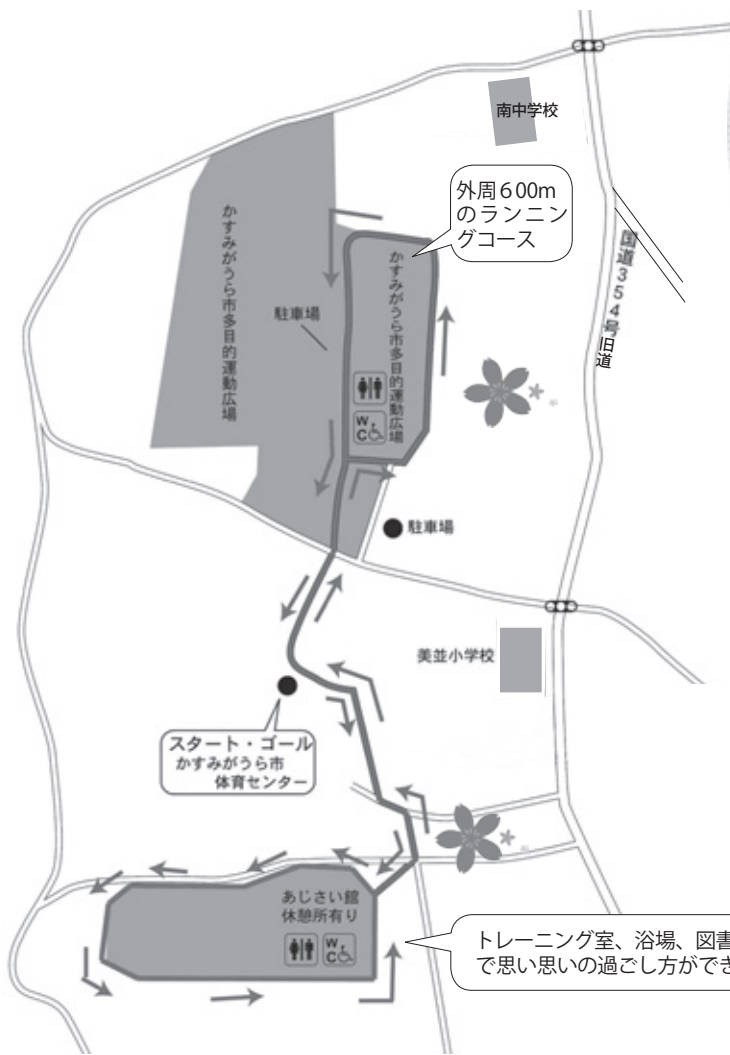 南中学校
外周600m
のランニン
グコース
かすみがうら市多目的運動広場
かすみがうら市多目的運動広場
駐車場
国道354号旧道
WC
駐車場
美並小学校
スタート・ゴール
かすみがうら市
体育センター
あじさい館
休憩所有り
WC
トレーニング室、浴場、図書
で思い思いの過ごし方ができ